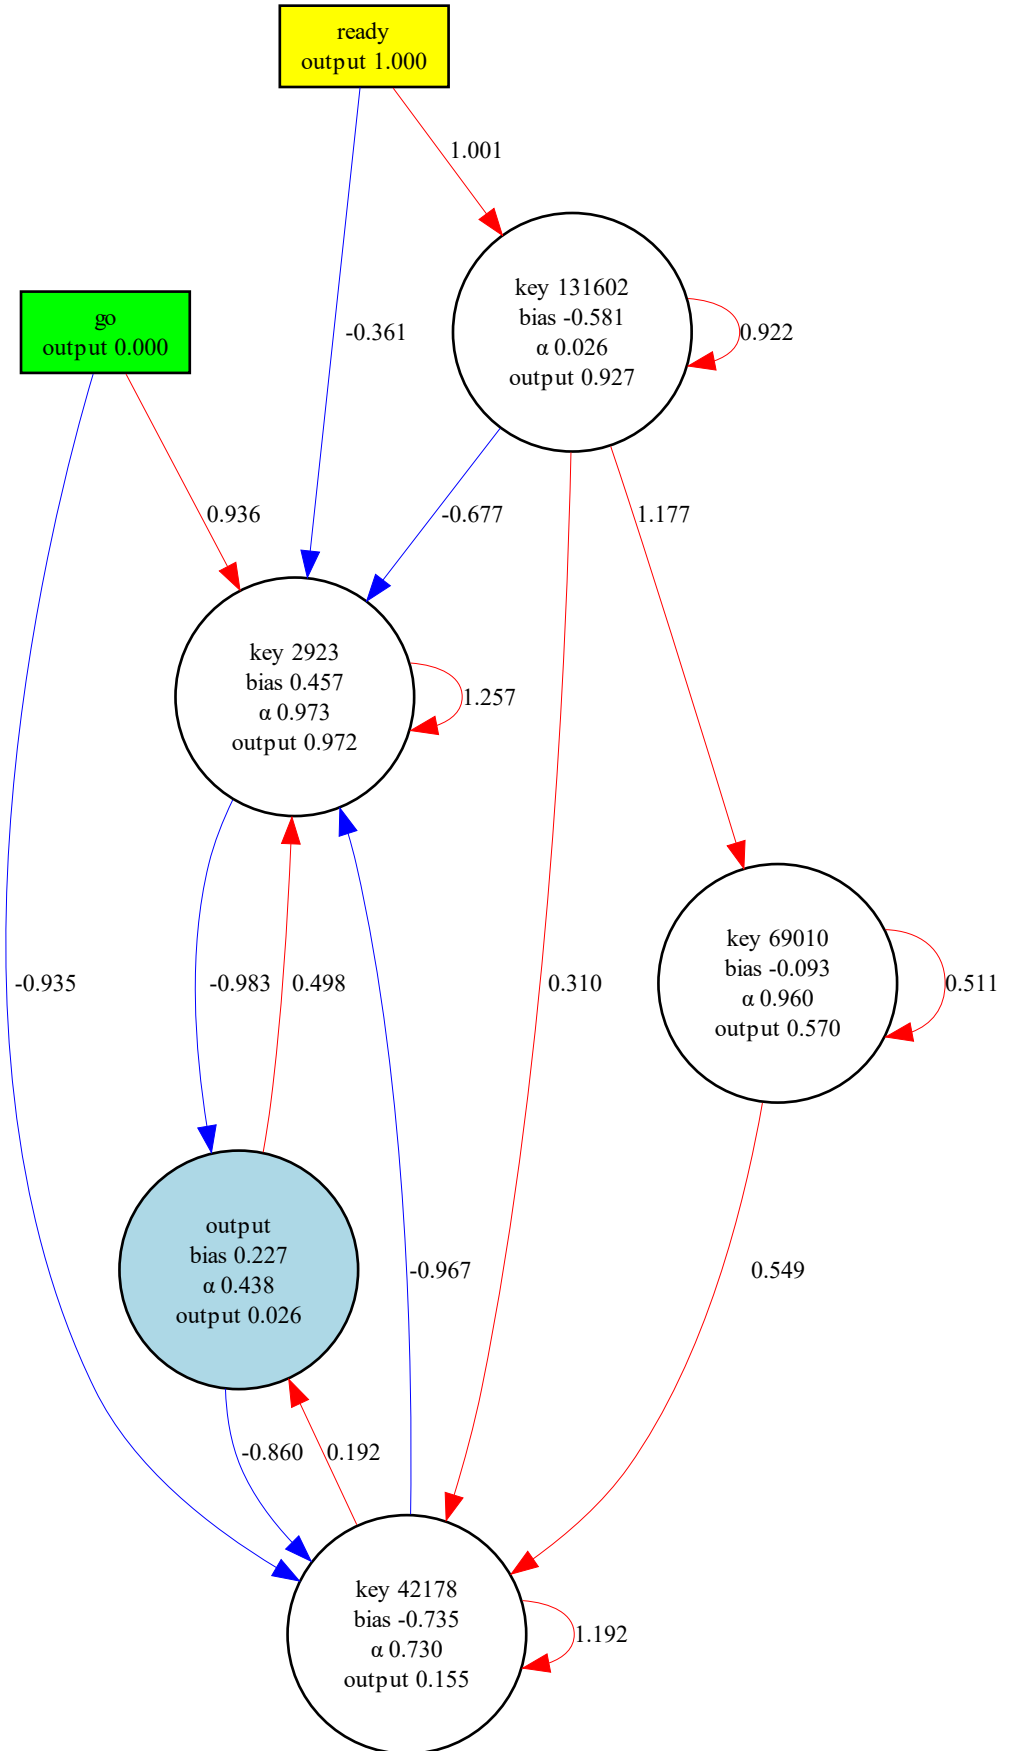 ready
output 1.000
1.001
key 131602
bias -0.581
α 0.026
output 0.927
0.922
go
output 0.000
-0.361
0.936
-0.677
1.177
key 2923
bias 0.457
α 0.973
output 0.972
1.257
key 69010
bias -0.093
α 0.960
output 0.570
0.511
-0.935
-0.983
0.498
0.310
output
bias 0.227
α 0.438
output 0.026
-0.967
0.549
-0.860
0.192
key 42178
bias -0.735
α 0.730
output 0.155
1.192